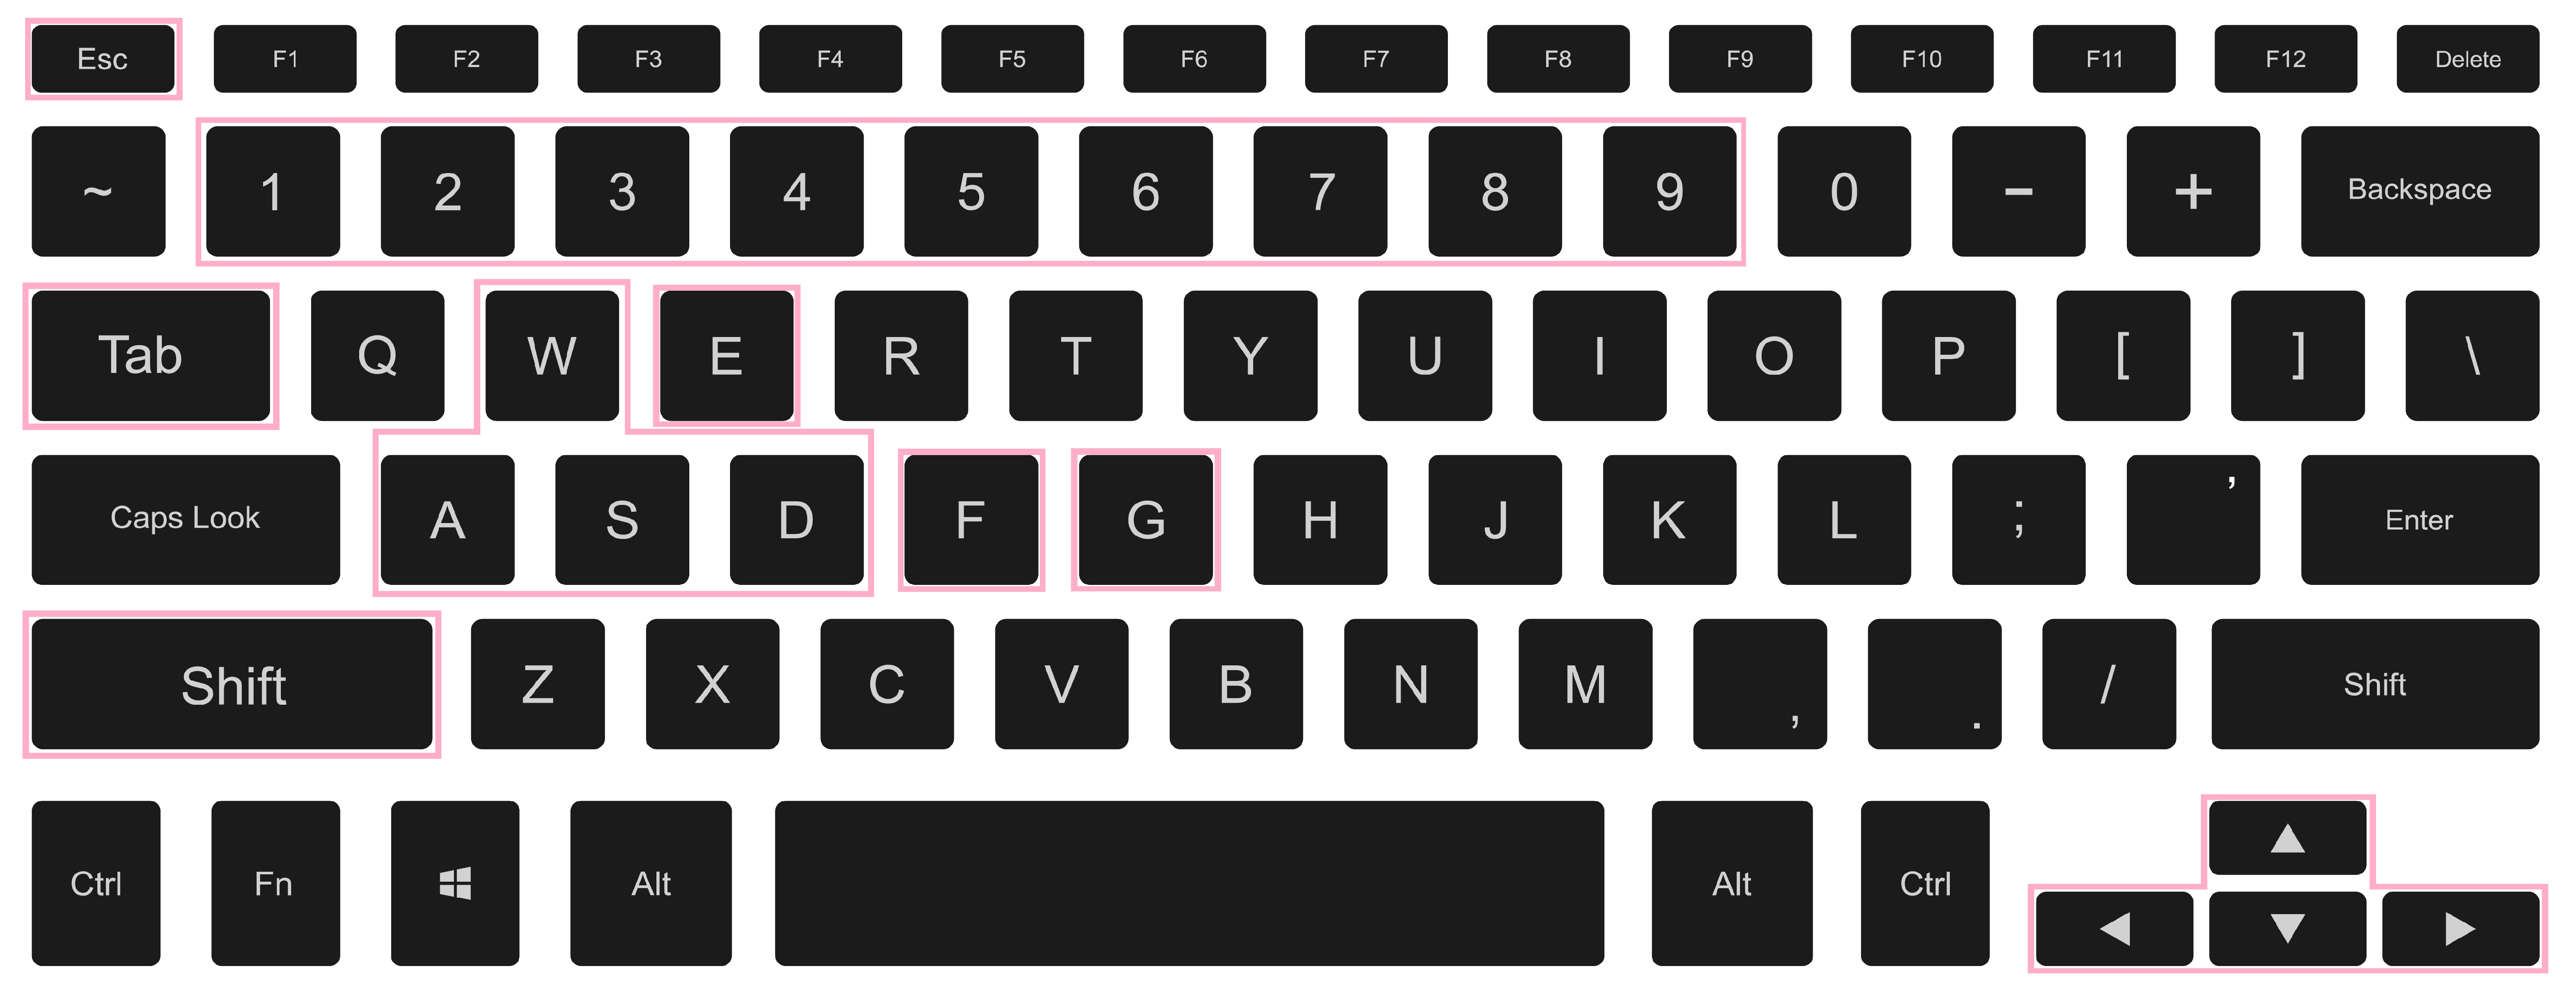 Esc F1 F2 F3 F4 F5 F6 F7 F8 F9 F10 F11 F12 Delete
~ 1 2 3 4 5 6 7 8 9 0 - + Backspace
Tab Q W E R T Y U I O P [ ] \
Caps Look A S D F G H J K L ; ’ Enter
Shift Z X C V B N M , . / Shift
Ctrl Fn Alt Alt Ctrl ▲
◀ ▼ ▶